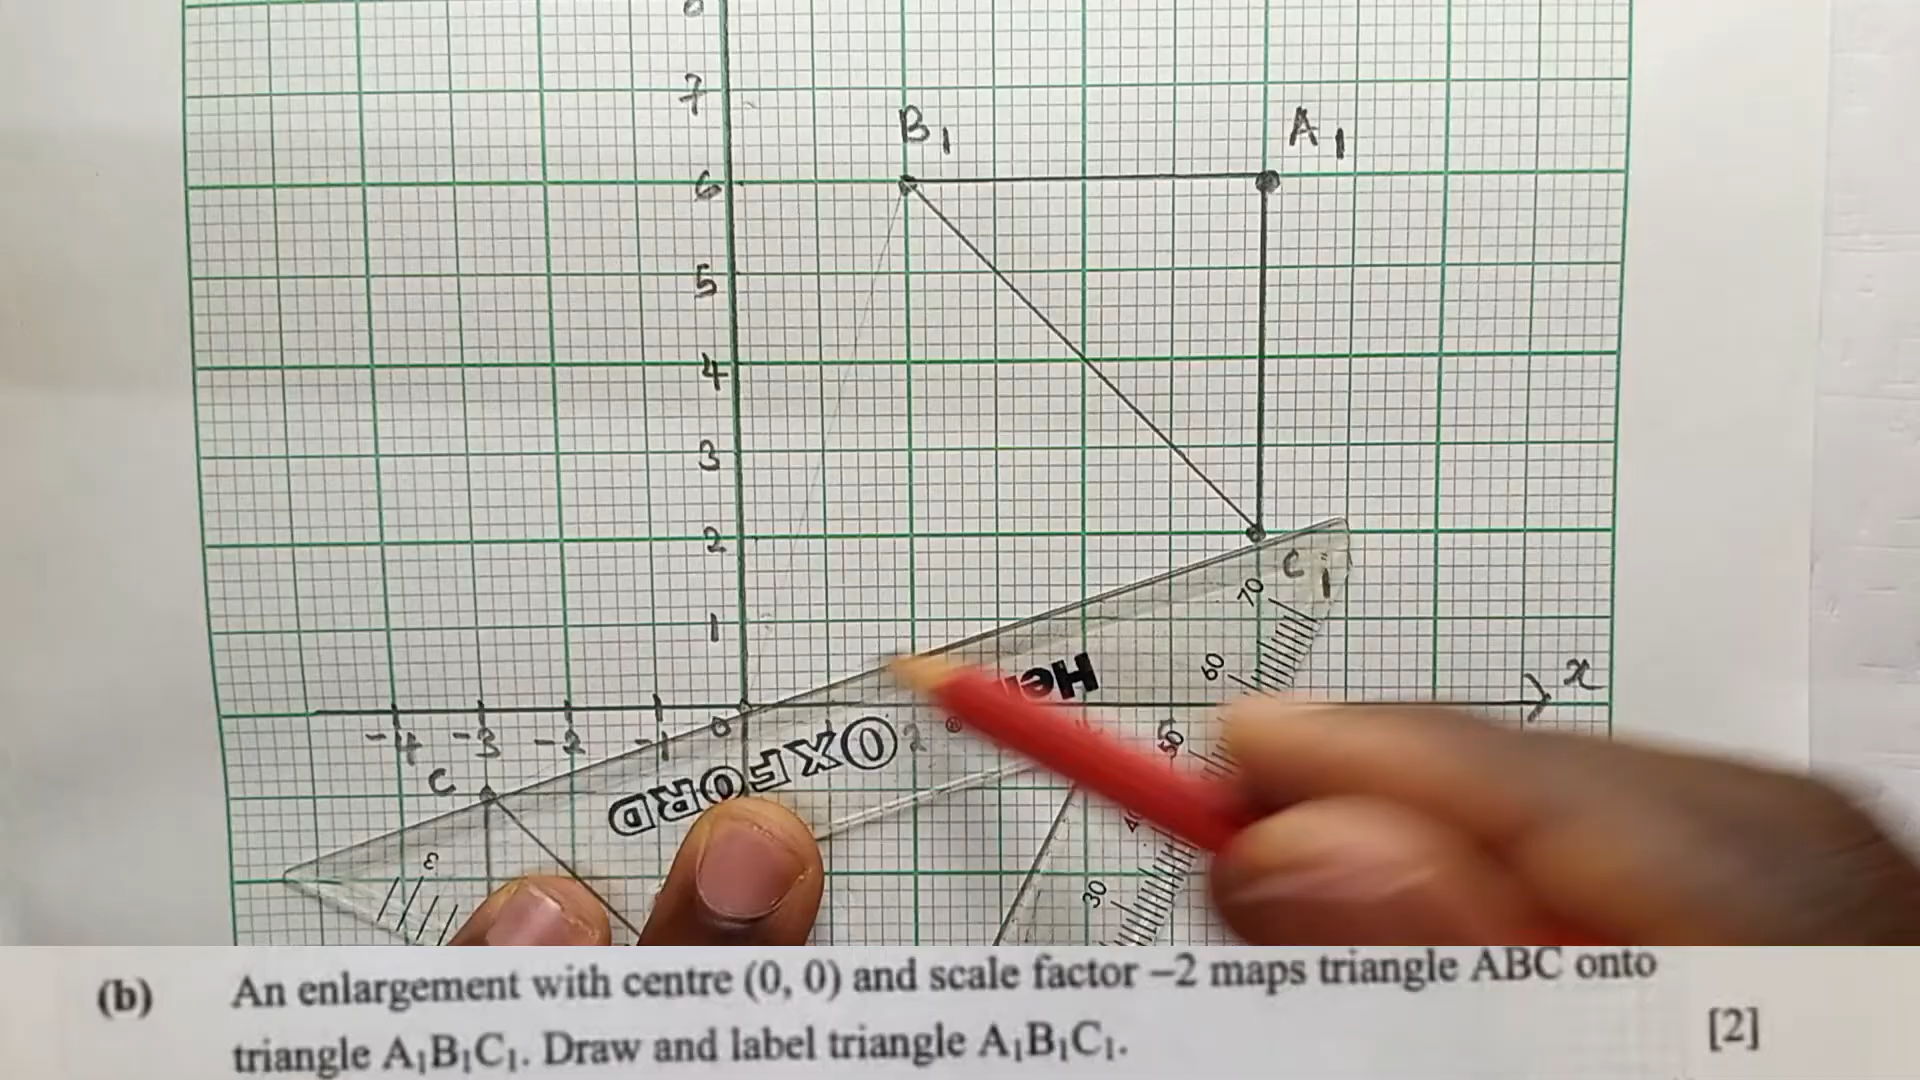 7
B1
A1
6
5
4
3
2
C1
1
x
-4 -3 -2 -1 0
2
C
OXFORD
Hel
70
60
50
40
30
3
(b) An enlargement with centre (0, 0) and scale factor –2 maps triangle ABC onto
triangle A₁B₁C₁. Draw and label triangle A₁B₁C₁. [2]